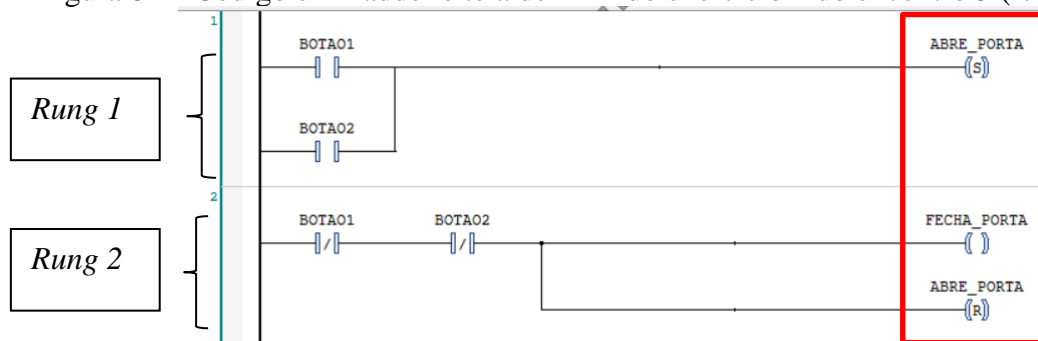 1
BOTAO1
ABRE_PORTA
(S)
Rung 1
BOTAO2
2
BOTAO1 BOTAO2 FECHA_PORTA
/ / ( )
Rung 2
ABRE_PORTA
(R)